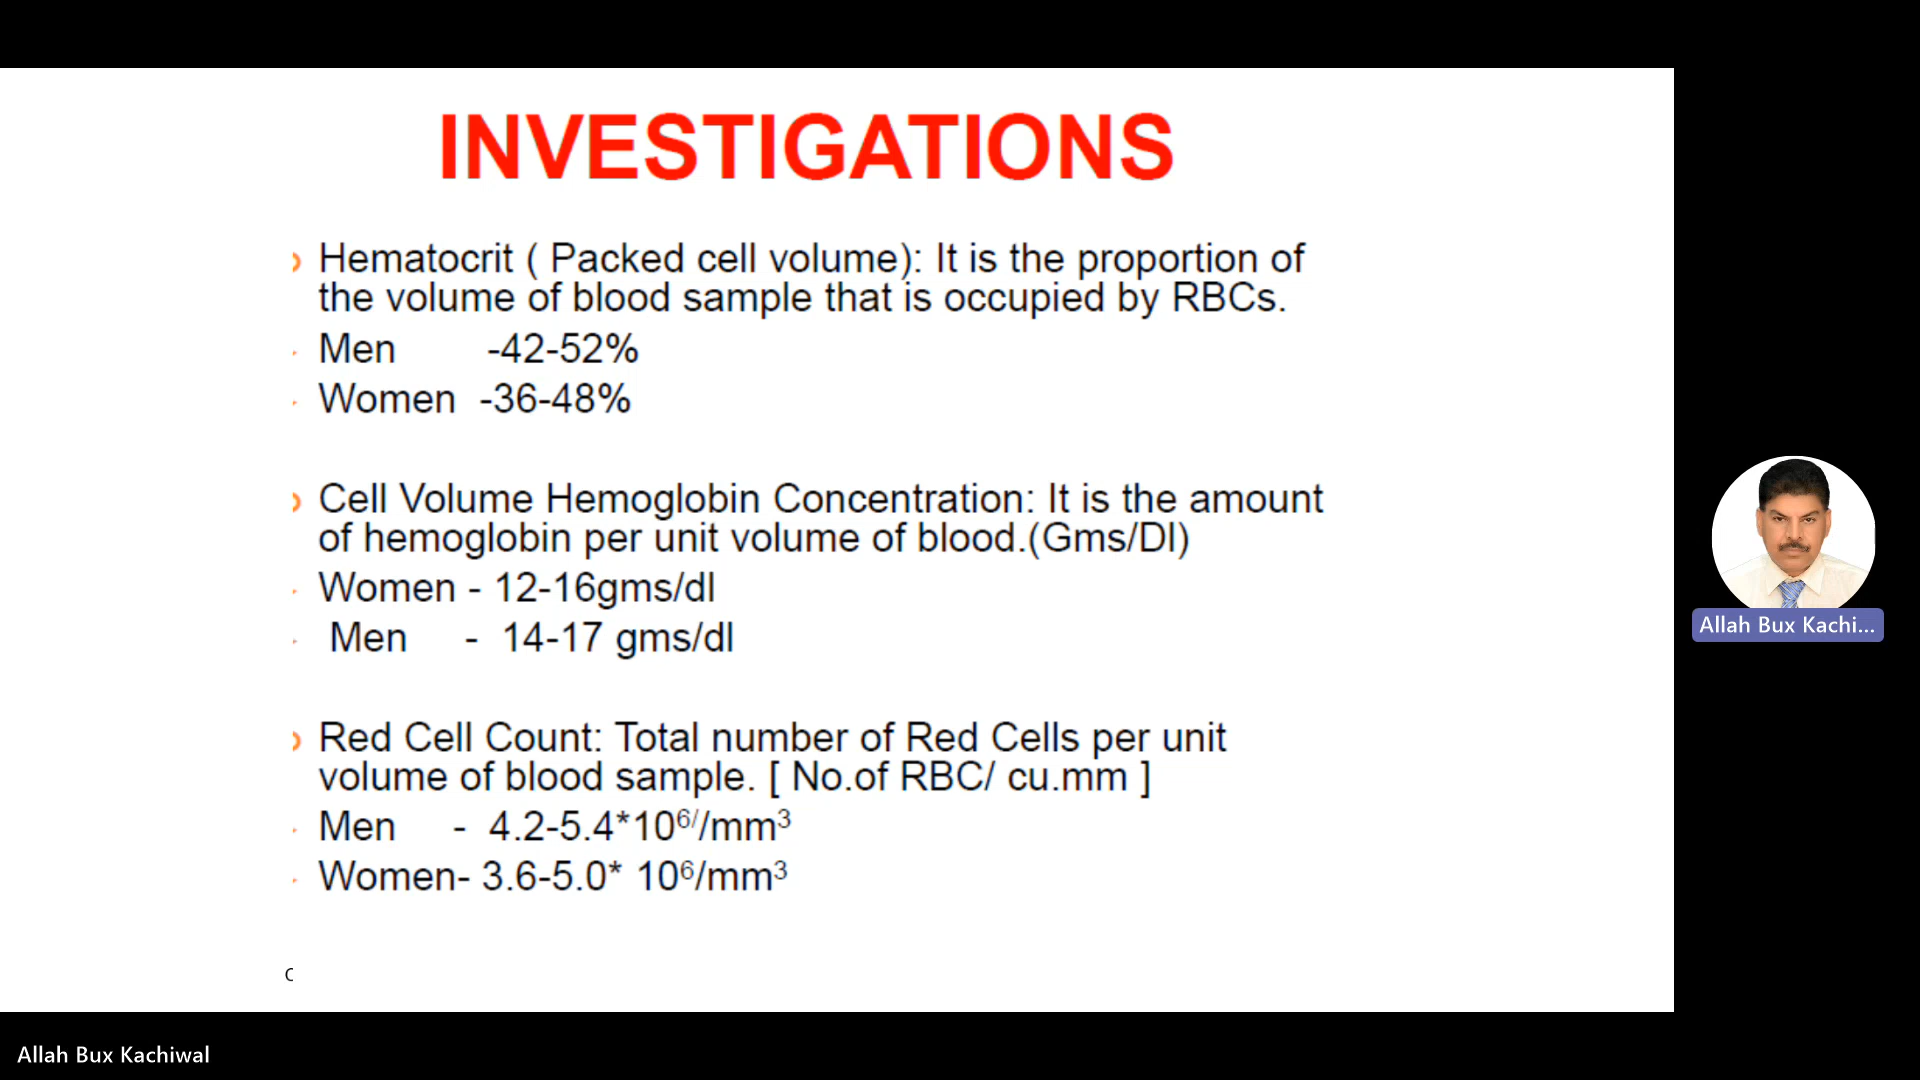 INVESTIGATIONS
Hematocrit ( Packed cell volume): It is the proportion of
the volume of blood sample that is occupied by RBCs.
Men -42-52%
Women -36-48%
Cell Volume Hemoglobin Concentration: It is the amount
of hemoglobin per unit volume of blood.(Gms/Dl)
Women - 12-16gms/dl
Men - 14-17 gms/dl
Red Cell Count: Total number of Red Cells per unit
volume of blood sample. [ No.of RBC/ cu.mm ]
Men - 4.2-5.4*10⁶ᐟ/mm³
Women- 3.6-5.0* 10⁶/mm³
Allah Bux Kachi...
Allah Bux Kachiwal